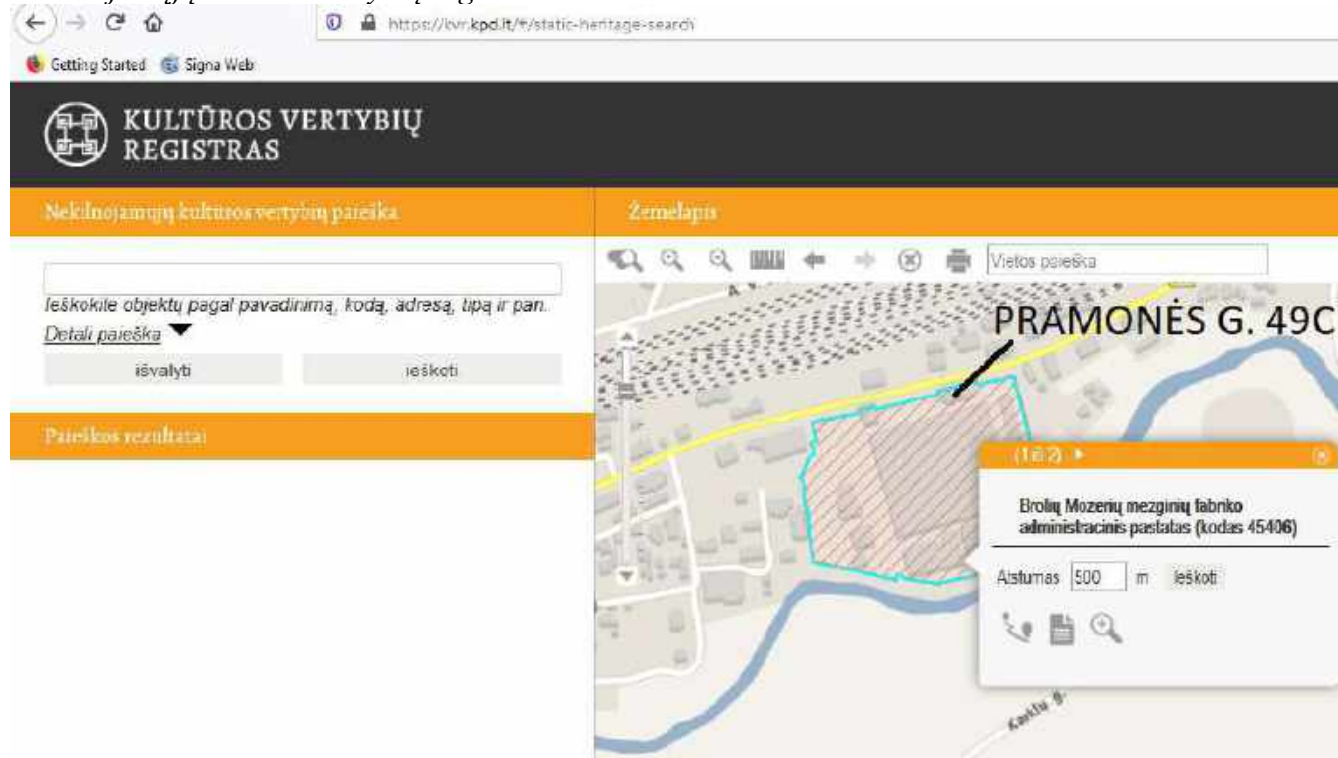 https://kvr.kpd.lt/#/static-heritage-search
Getting Started Signa Web
KULTŪROS VERTYBIŲ
REGISTRAS
Nekilnojamųjų kultūros vertybių paieška
Žemėlapis
Vietos paieška
Ieškokite objektų pagal pavadinimą, kodą, adresą, tipą ir pan.
Detali paieška
išvalyti ieškoti
Paieškos rezultatai
PRAMONĖS G. 49C
(1 iš 2)
Brolių Mozerių mezginių fabriko
administracinis pastatas (kodas 45406)
Atstumas 500 m ieškoti
Karklų g.